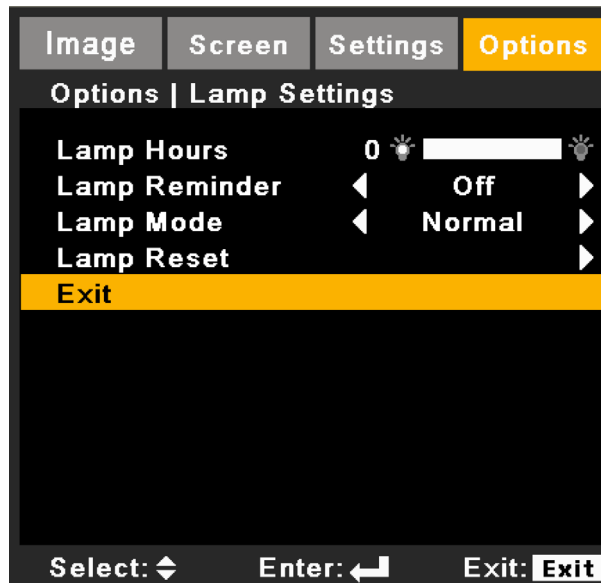 Image Screen Settings Options
Options | Lamp Settings
Lamp Hours 0
Lamp Reminder Off
Lamp Mode Normal
Lamp Reset
Exit
Select: Enter: Exit: Exit